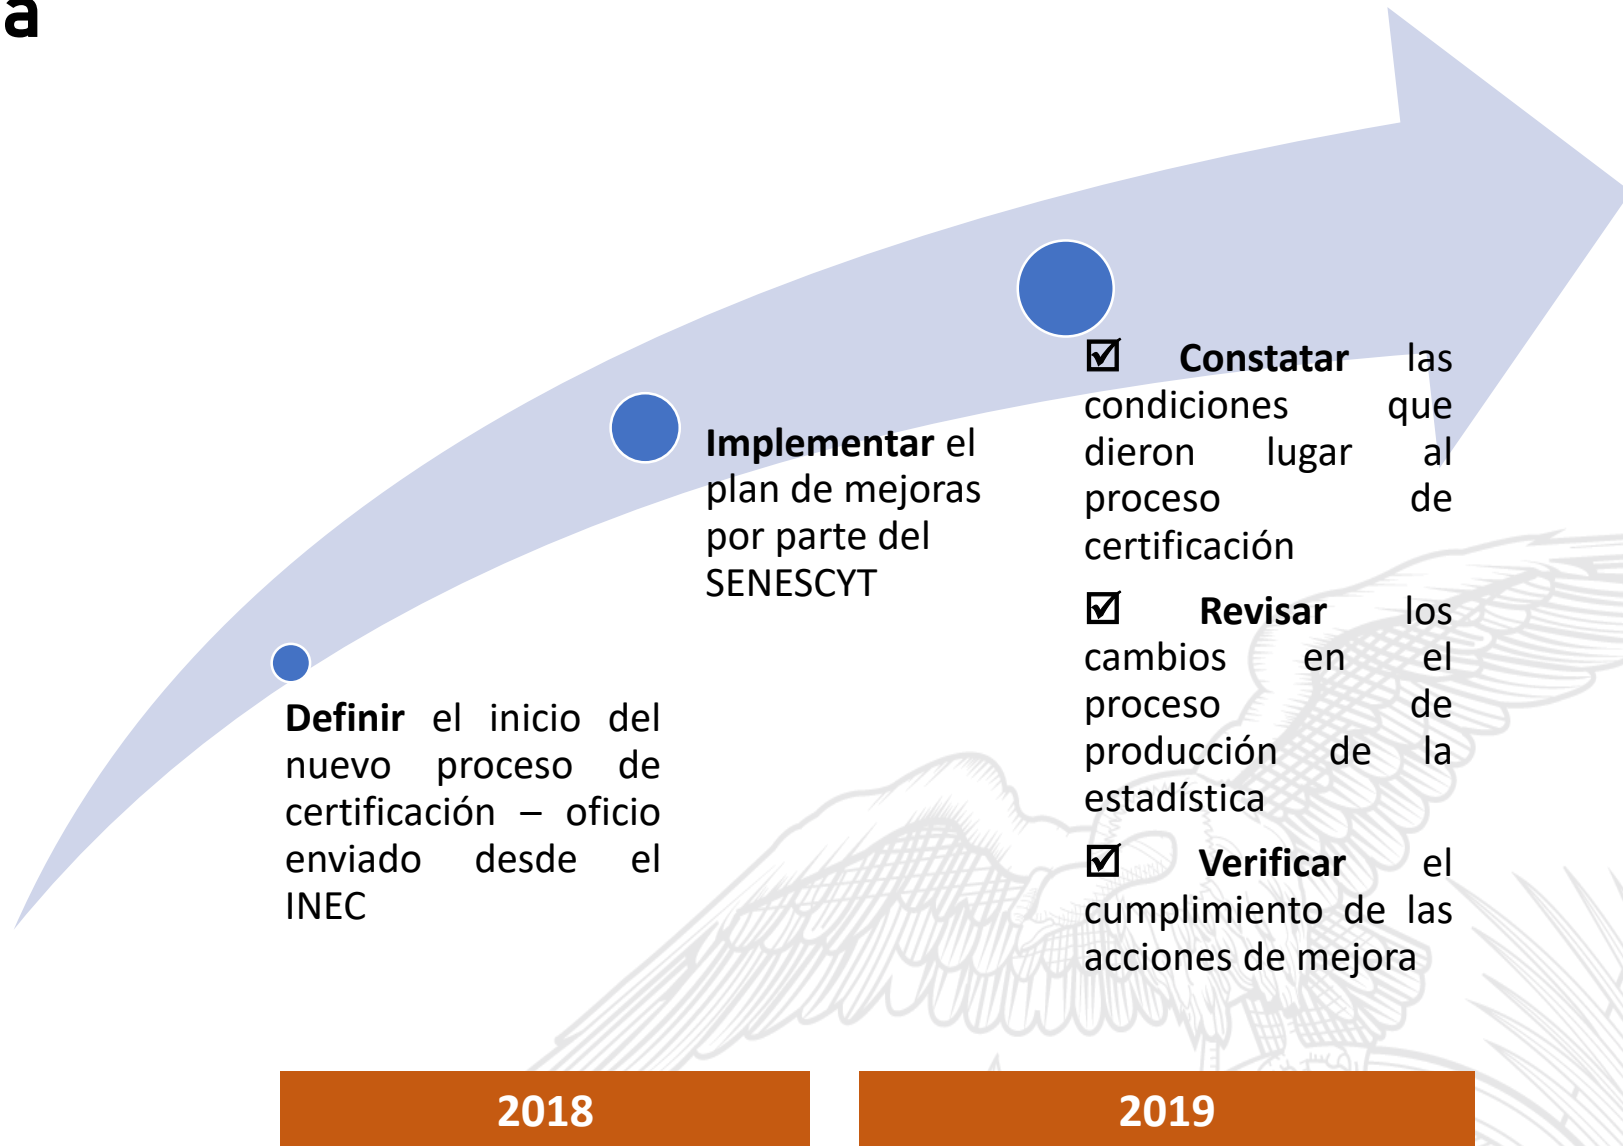 a
Definir el inicio del
nuevo proceso de
certificación – oficio
enviado desde el
INEC
Implementar el
plan de mejoras
por parte del
SENESCYT
☑ Constatar las
condiciones que
dieron lugar al
proceso de
certificación
☑ Revisar los
cambios en el
proceso de
producción de la
estadística
☑ Verificar el
cumplimiento de las
acciones de mejora
2018
2019